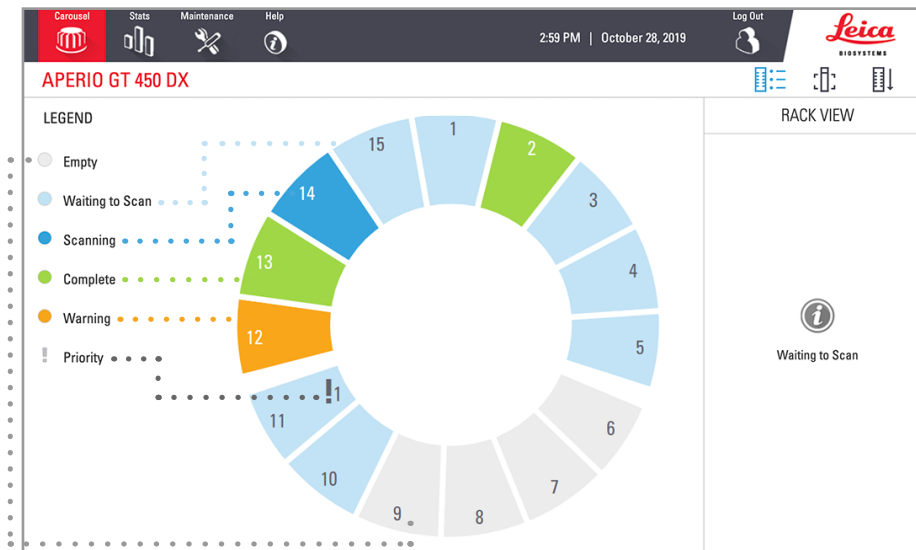 Carousel
Stats
Maintenance
Help
2:59 PM | October 28, 2019
Log Out
Leica
BIOSYSTEMS
APERIO GT 450 DX
LEGEND
Empty
Waiting to Scan
Scanning
Complete
Warning
! Priority
1
2
3
4
5
6
7
8
9
10
11
!1
12
13
14
15
RACK VIEW
i
Waiting to Scan